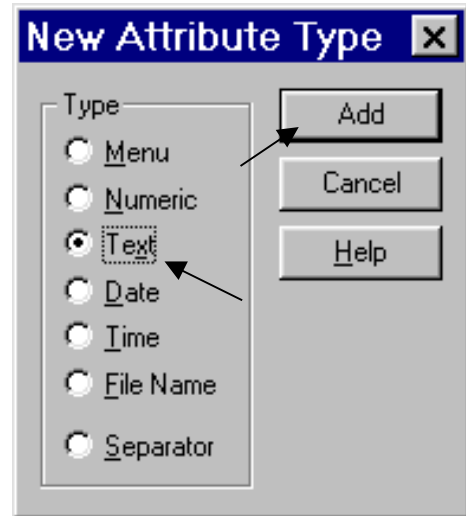 New Attribute Type
Type
Menu
Numeric
Text
Date
Time
File Name
Separator
Add
Cancel
Help